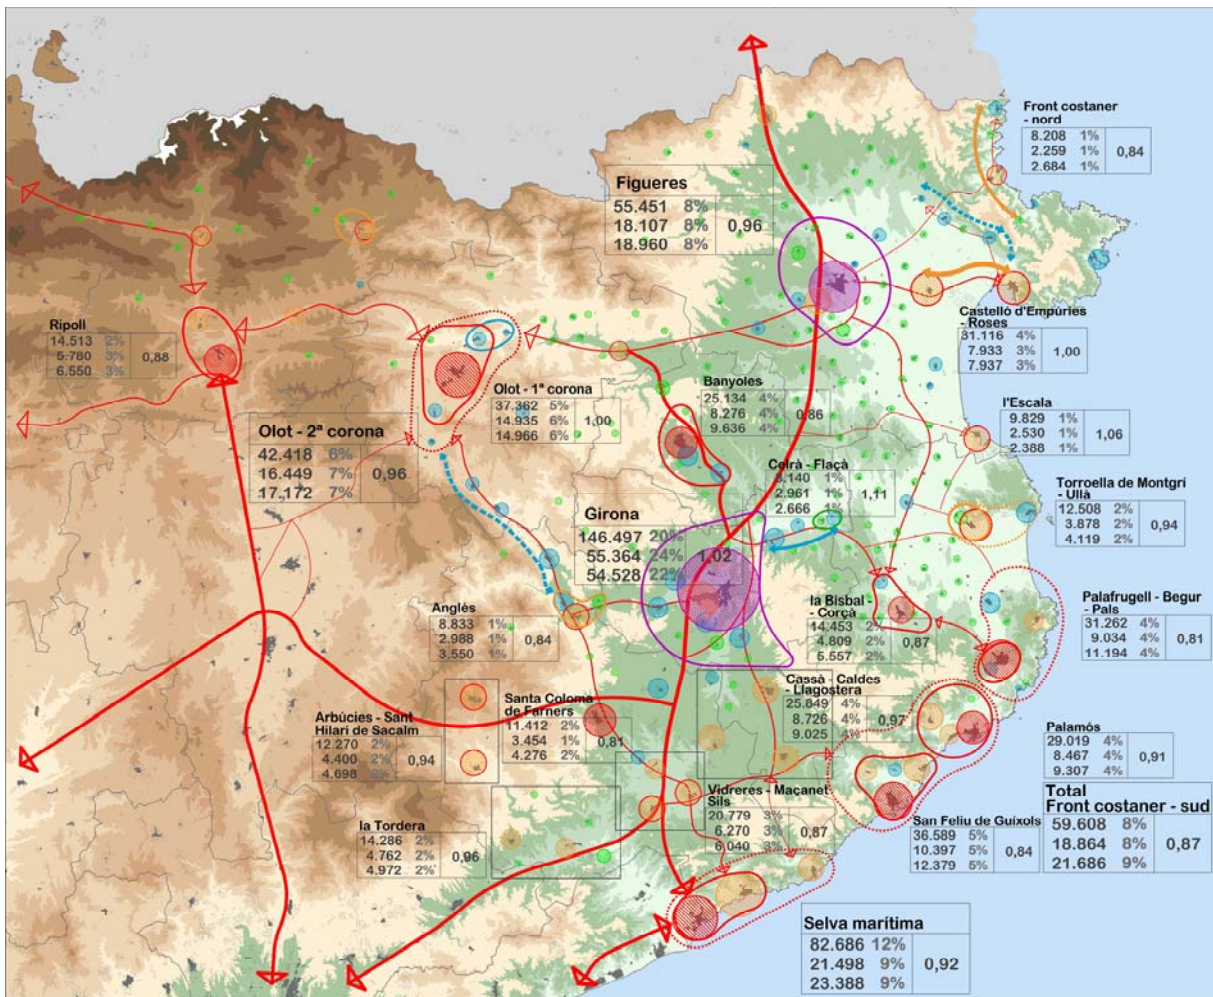 Front costaner
- nord
8.208 1%
2.259 1% 0,84
2.684 1%
Figueres
55.451 8%
18.107 8% 0,96
18.960 8%
Castelló d'Empúries
- Roses
31.116 4%
7.933 3% 1,00
7.937 3%
Ripoll
14.513 2%
5.780 3% 0,88
6.550 3%
Olot - 1ª corona
37.362 5%
14.935 6% 1,00
14.966 6%
Banyoles
25.134 4%
8.276 4% 0,86
9.636 4%
l'Escala
9.829 1%
2.530 1% 1,06
2.388 1%
Olot - 2ª corona
42.418 6%
16.449 7% 0,96
17.172 7%
Celrà - Flaçà
8.140 1%
2.961 1% 1,11
2.666 1%
Torroella de Montgrí
- Ullà
12.508 2%
3.878 2% 0,94
4.119 2%
Girona
146.497 20%
55.364 24% 1,02
54.528 22%
Anglès
8.833 1%
2.988 1% 0,84
3.550 1%
la Bisbal -
Corçà
14.453 2%
4.809 2% 0,87
5.557 2%
Palafrugell - Begur
- Pals
31.262 4%
9.034 4% 0,81
11.194 4%
Cassà - Caldes
- Llagostera
25.849 4%
8.726 4% 0,97
9.025 4%
Santa Coloma
de Farners
11.412 2%
3.454 1% 0,81
4.276 2%
Arbúcies - Sant
Hilari de Sacalm
12.270 2%
4.400 2% 0,94
4.698 2%
Palamós
29.019 4%
8.467 4% 0,91
9.307 4%
Vidreres - Maçanet
Sils
20.779 3%
6.270 3% 0,87
6.040 3%
Total
Front costaner - sud
59.608 8%
18.864 8% 0,87
21.686 9%
San Feliu de Guíxols
36.589 5%
10.397 5% 0,84
12.379 5%
la Tordera
14.286 2%
4.762 2% 0,96
4.972 2%
Selva marítima
82.686 12%
21.498 9% 0,92
23.388 9%